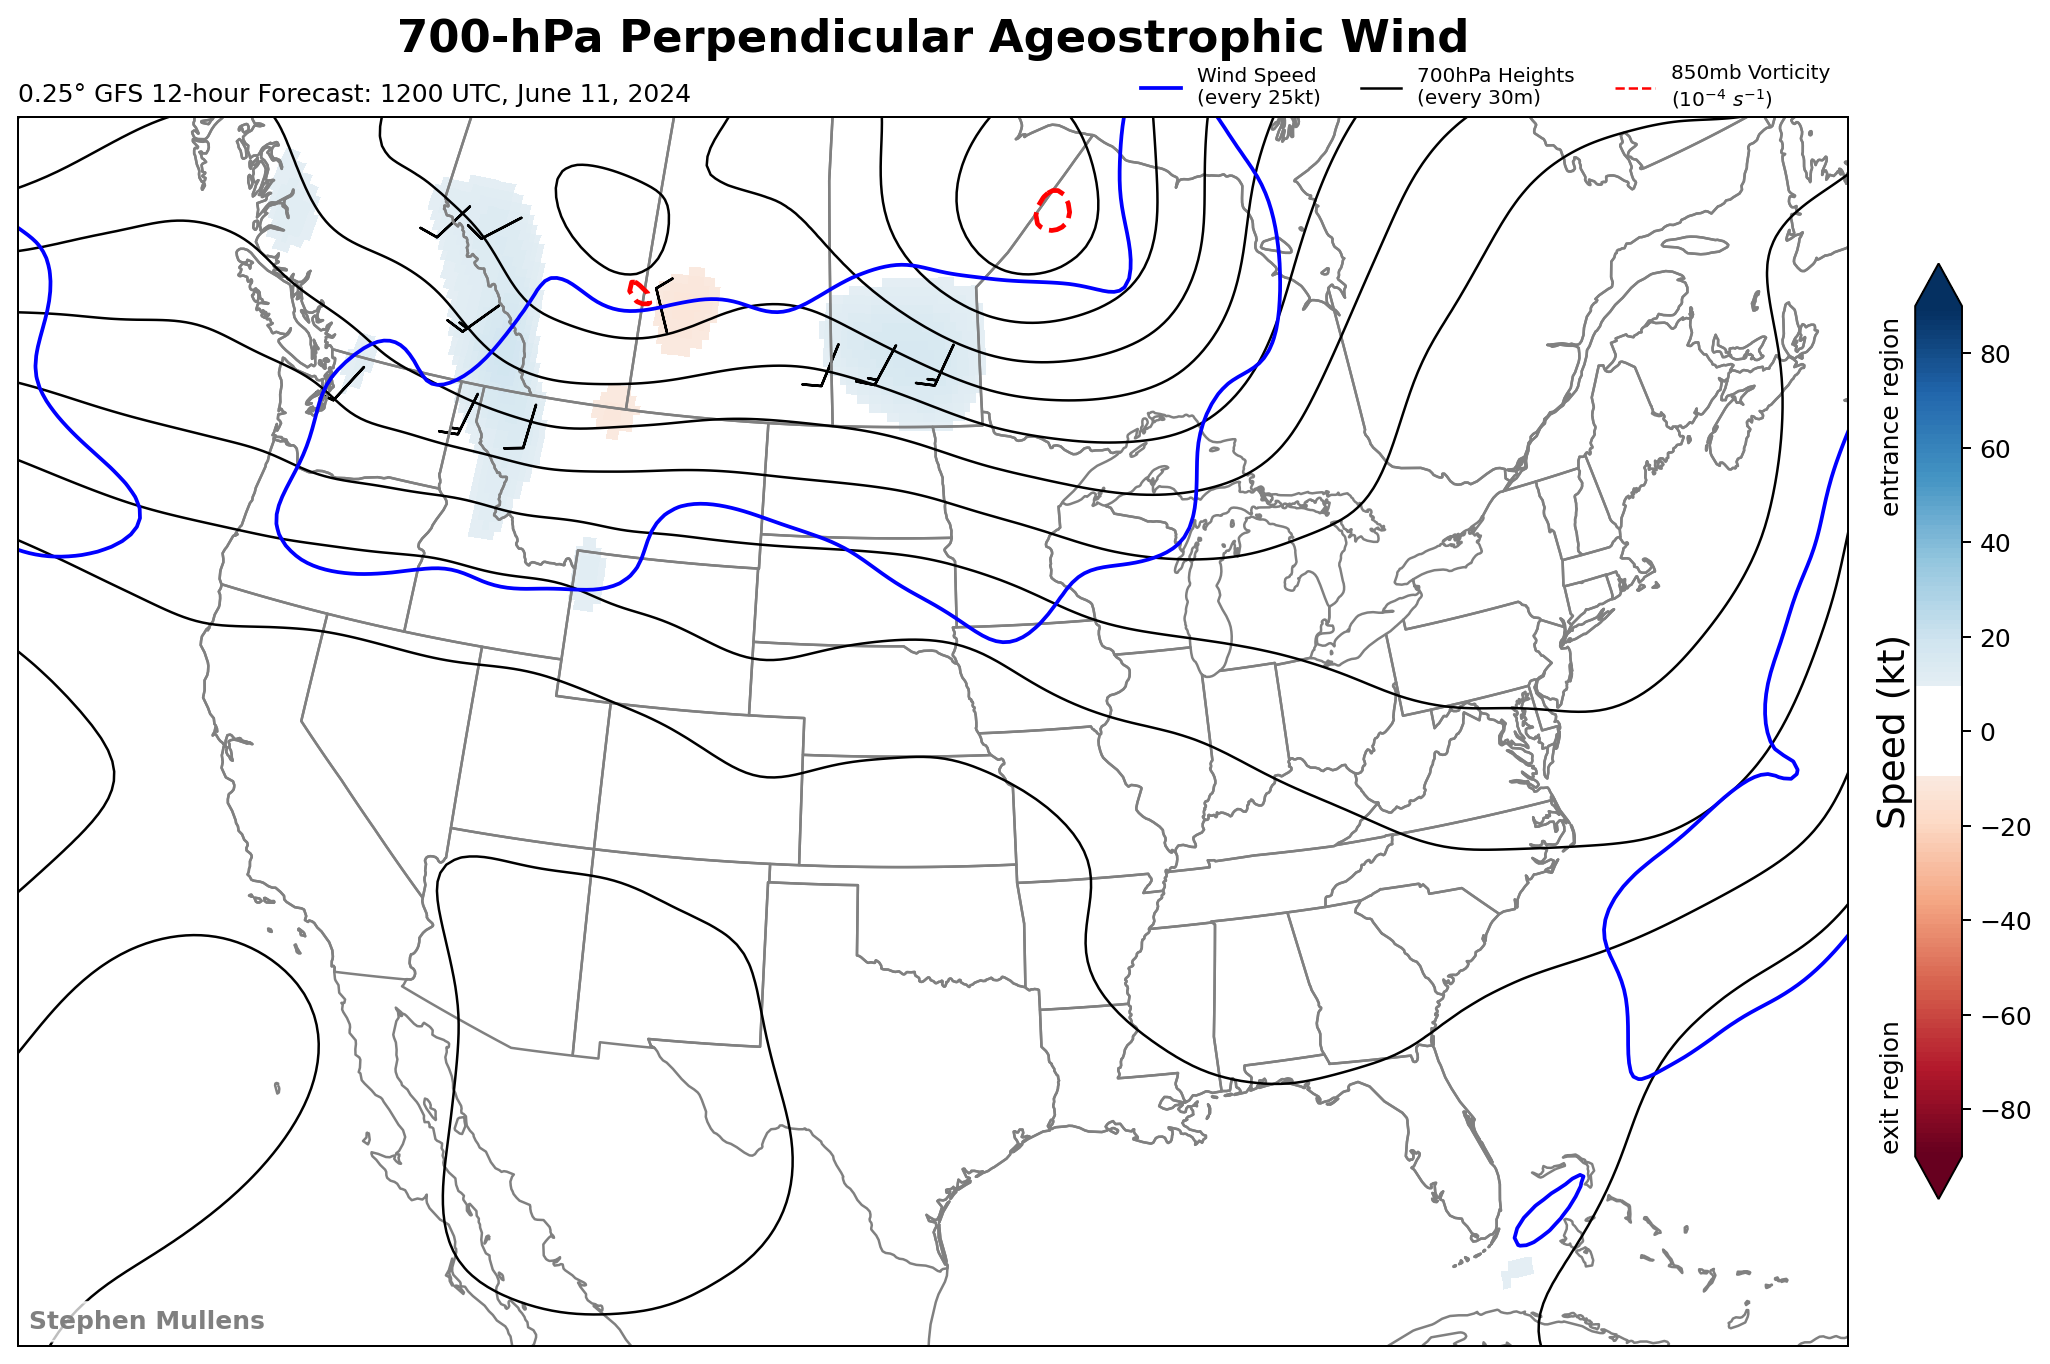 700-hPa Perpendicular Ageostrophic Wind
0.25° GFS 12-hour Forecast: 1200 UTC, June 11, 2024
Wind Speed
(every 25kt)
700hPa Heights
(every 30m)
850mb Vorticity
(10⁻⁴ s⁻¹)
entrance region
Speed (kt)
exit region
80
60
40
20
0
−20
−40
−60
−80
Stephen Mullens